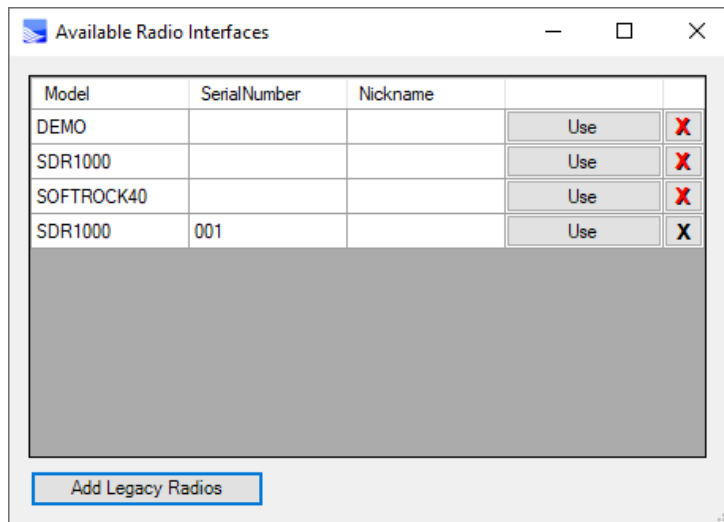 Available Radio Interfaces
Model SerialNumber Nickname
DEMO Use X
SDR1000 Use X
SOFTROCK40 Use X
SDR1000 001 Use X
Add Legacy Radios